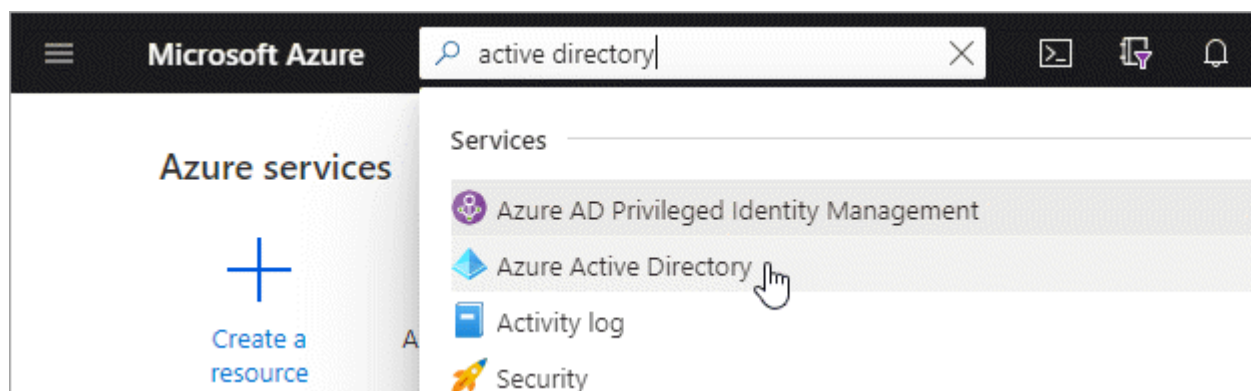 Microsoft Azure
active directory
Azure services
Create a
resource
A
Services
Azure AD Privileged Identity Management
Azure Active Directory
Activity log
Security